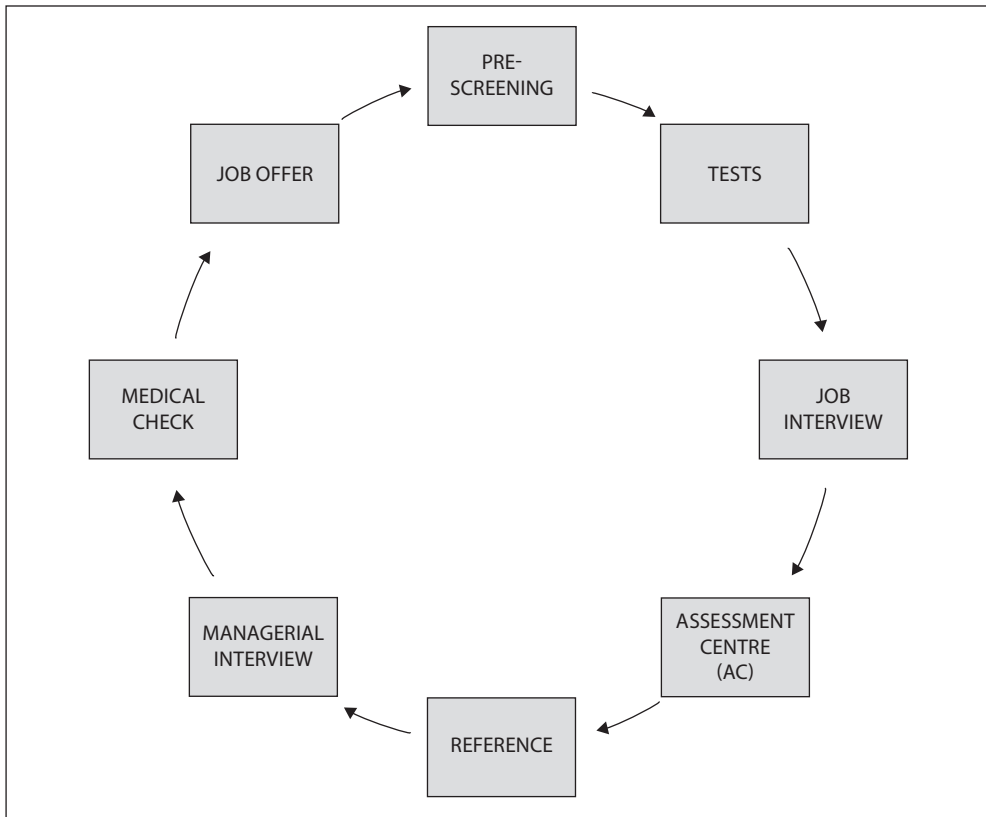 PRE-
SCREENING
TESTS
JOB
INTERVIEW
ASSESSMENT
CENTRE
(AC)
REFERENCE
MANAGERIAL
INTERVIEW
MEDICAL
CHECK
JOB OFFER